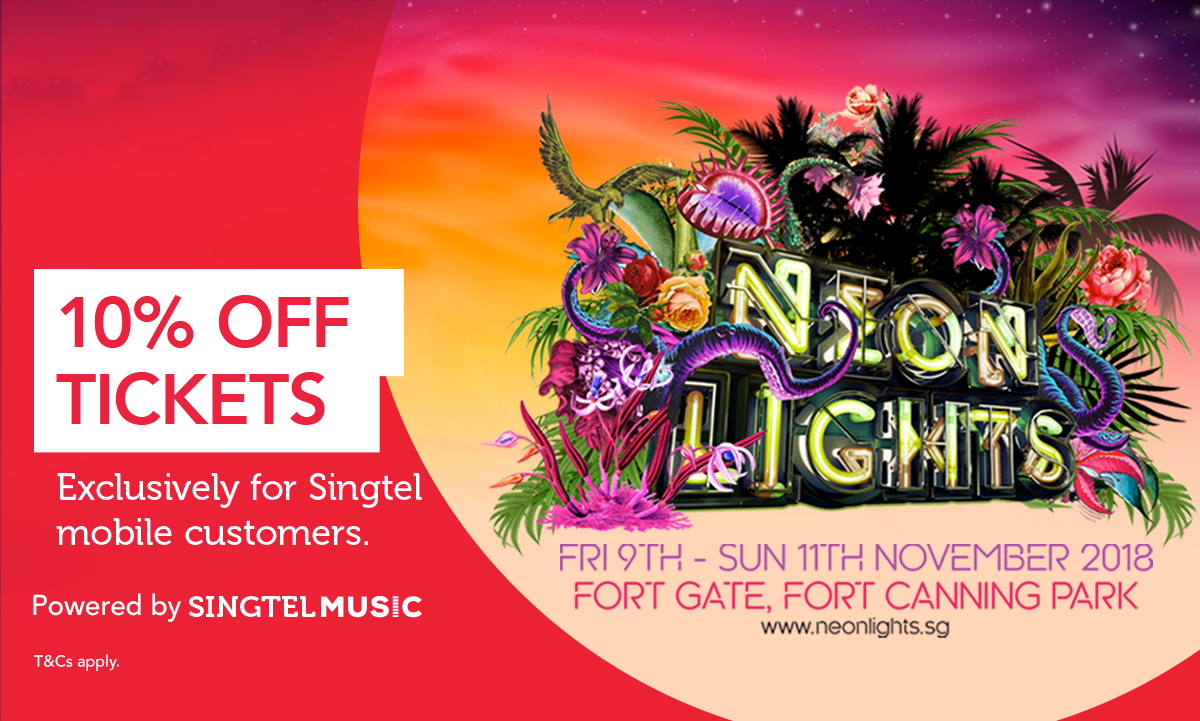 10% OFF
TICKETS
Exclusively for Singtel
mobile customers.
Powered by SINGTELMUSIC
T&Cs apply.
NEON
LIGHTS
FRI 9TH - SUN 11TH NOVEMBER 2018
FORT GATE, FORT CANNING PARK
www.neonlights.sg